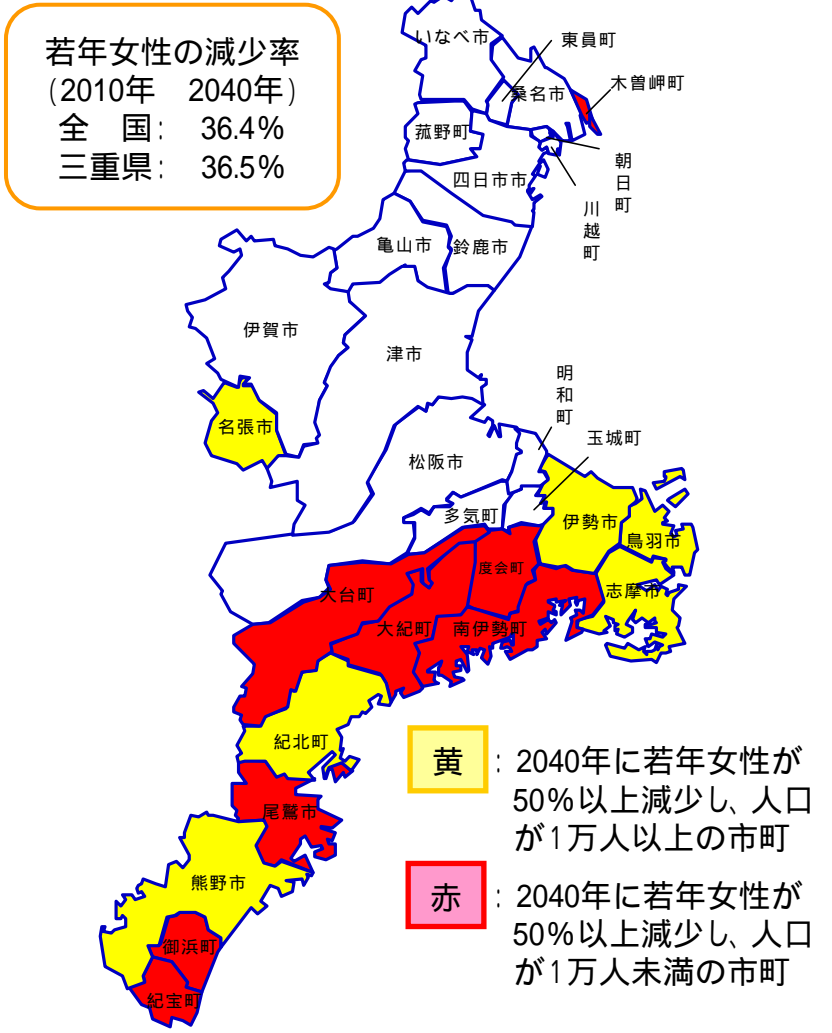 若年女性の減少率
(2010年　2040年)
全　国：　36.4%
三重県：　36.5%
いなべ市
東員町
桑名市
木曽岬町
菰野町
朝日町
四日市市
川越町
亀山市
鈴鹿市
伊賀市
津市
明和町
名張市
玉城町
松阪市
多気町
伊勢市
鳥羽市
度会町
志摩市
大台町
大紀町
南伊勢町
紀北町
尾鷲市
熊野市
御浜町
紀宝町
黄：2040年に若年女性が
50%以上減少し、人口
が1万人以上の市町
赤：2040年に若年女性が
50%以上減少し、人口
が1万人未満の市町